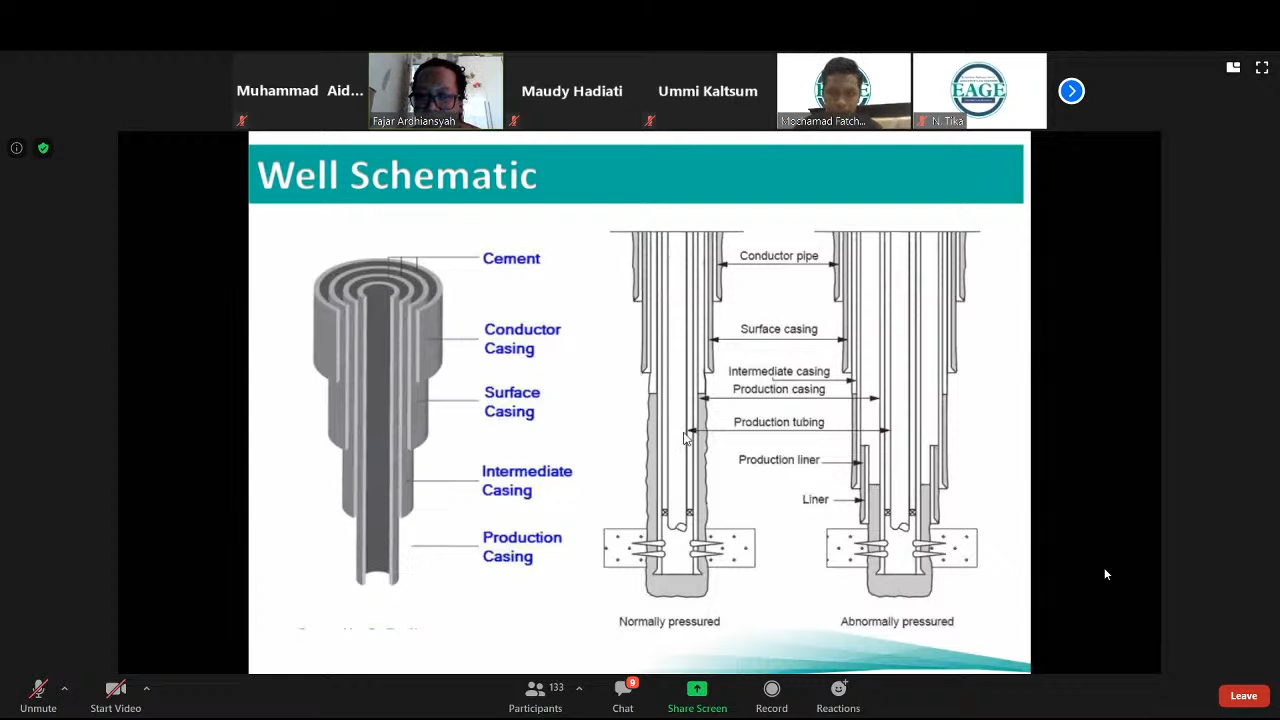 Muhammad Aid...
Fajar Ardhiansyah
Maudy Hadiati
Ummi Kaltsum
Mochamad Fatch...
EAGE
N. Tika
Well Schematic
Cement
Conductor
Casing
Surface
Casing
Intermediate
Casing
Production
Casing
Conductor pipe
Surface casing
Intermediate casing
Production casing
Production tubing
Production liner
Liner
Normally pressured
Abnormally pressured
Unmute
Start Video
133
Participants
9
Chat
Share Screen
Record
Reactions
Leave